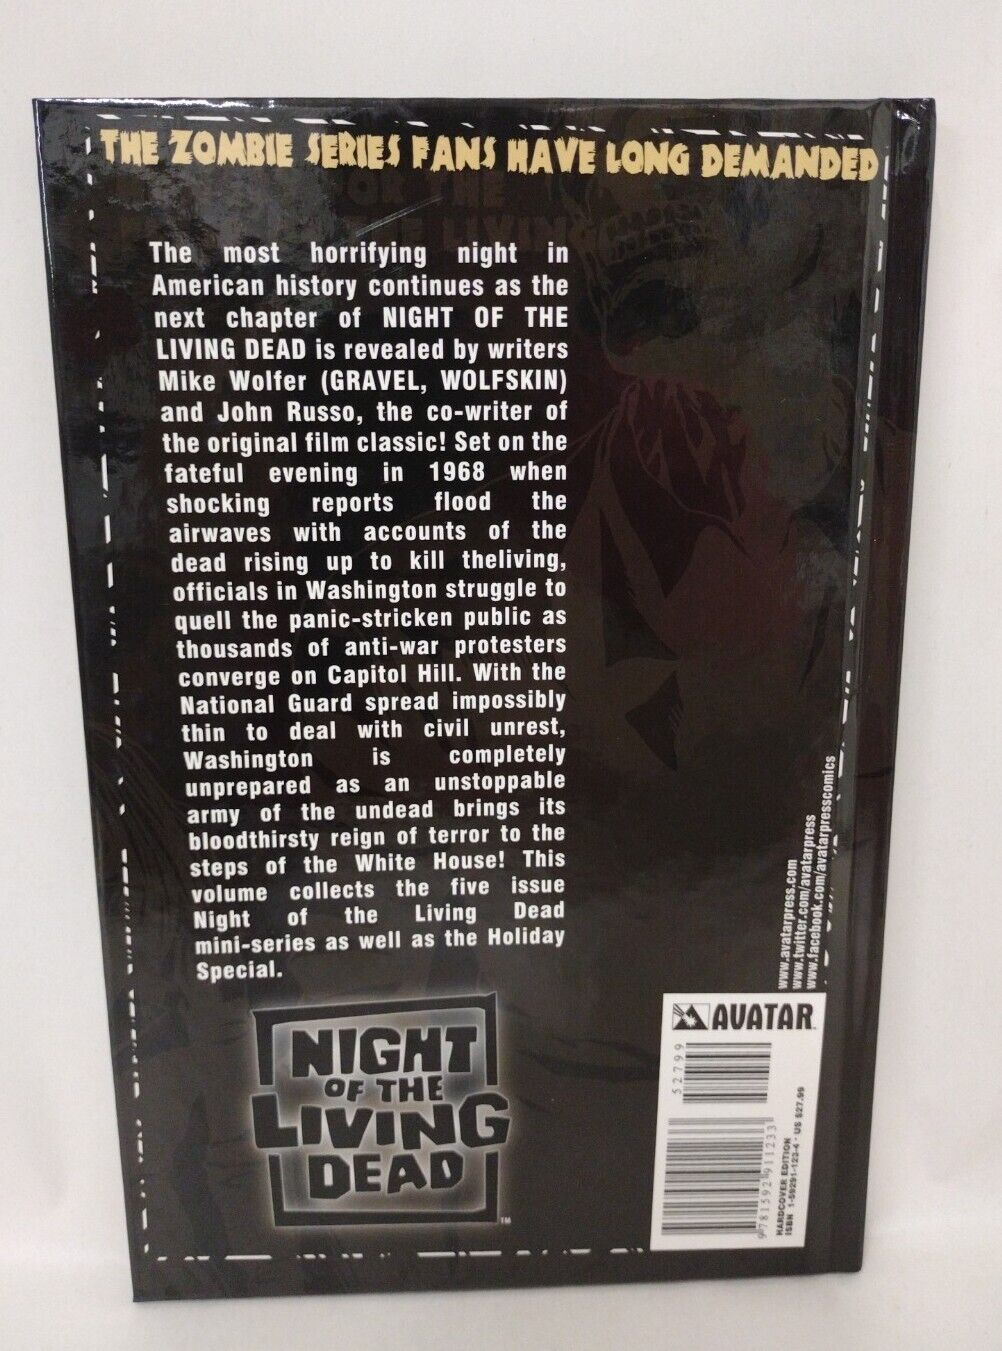 THE ZOMBIE SERIES FANS HAVE LONG DEMANDED
The most horrifying night in
American history continues as the
next chapter of NIGHT OF THE
LIVING DEAD is revealed by writers
Mike Wolfer (GRAVEL, WOLFSKIN)
and John Russo, the co-writer of
the original film classic! Set on the
fateful evening in 1968 when
shocking reports flood the
airwaves with accounts of the
dead rising up to kill theliving,
officials in Washington struggle to
quell the panic-stricken public as
thousands of anti-war protesters
converge on Capitol Hill. With the
National Guard spread impossibly
thin to deal with civil unrest,
Washington is completely
unprepared as an unstoppable
army of the undead brings its
bloodthirsty reign of terror to the
steps of the White House! This
volume collects the five issue
Night of the Living Dead
mini-series as well as the Holiday
Special.
NIGHT
OF THE
LIVING
DEAD
TM
www.avatarpress.com
www.twitter.com/avatarpress
www.facebook.com/avatarpresscomics
AVATAR
52799
9781592911233
HARDCOVER EDITION
ISBN 1-59291-123-4 · US $27.99